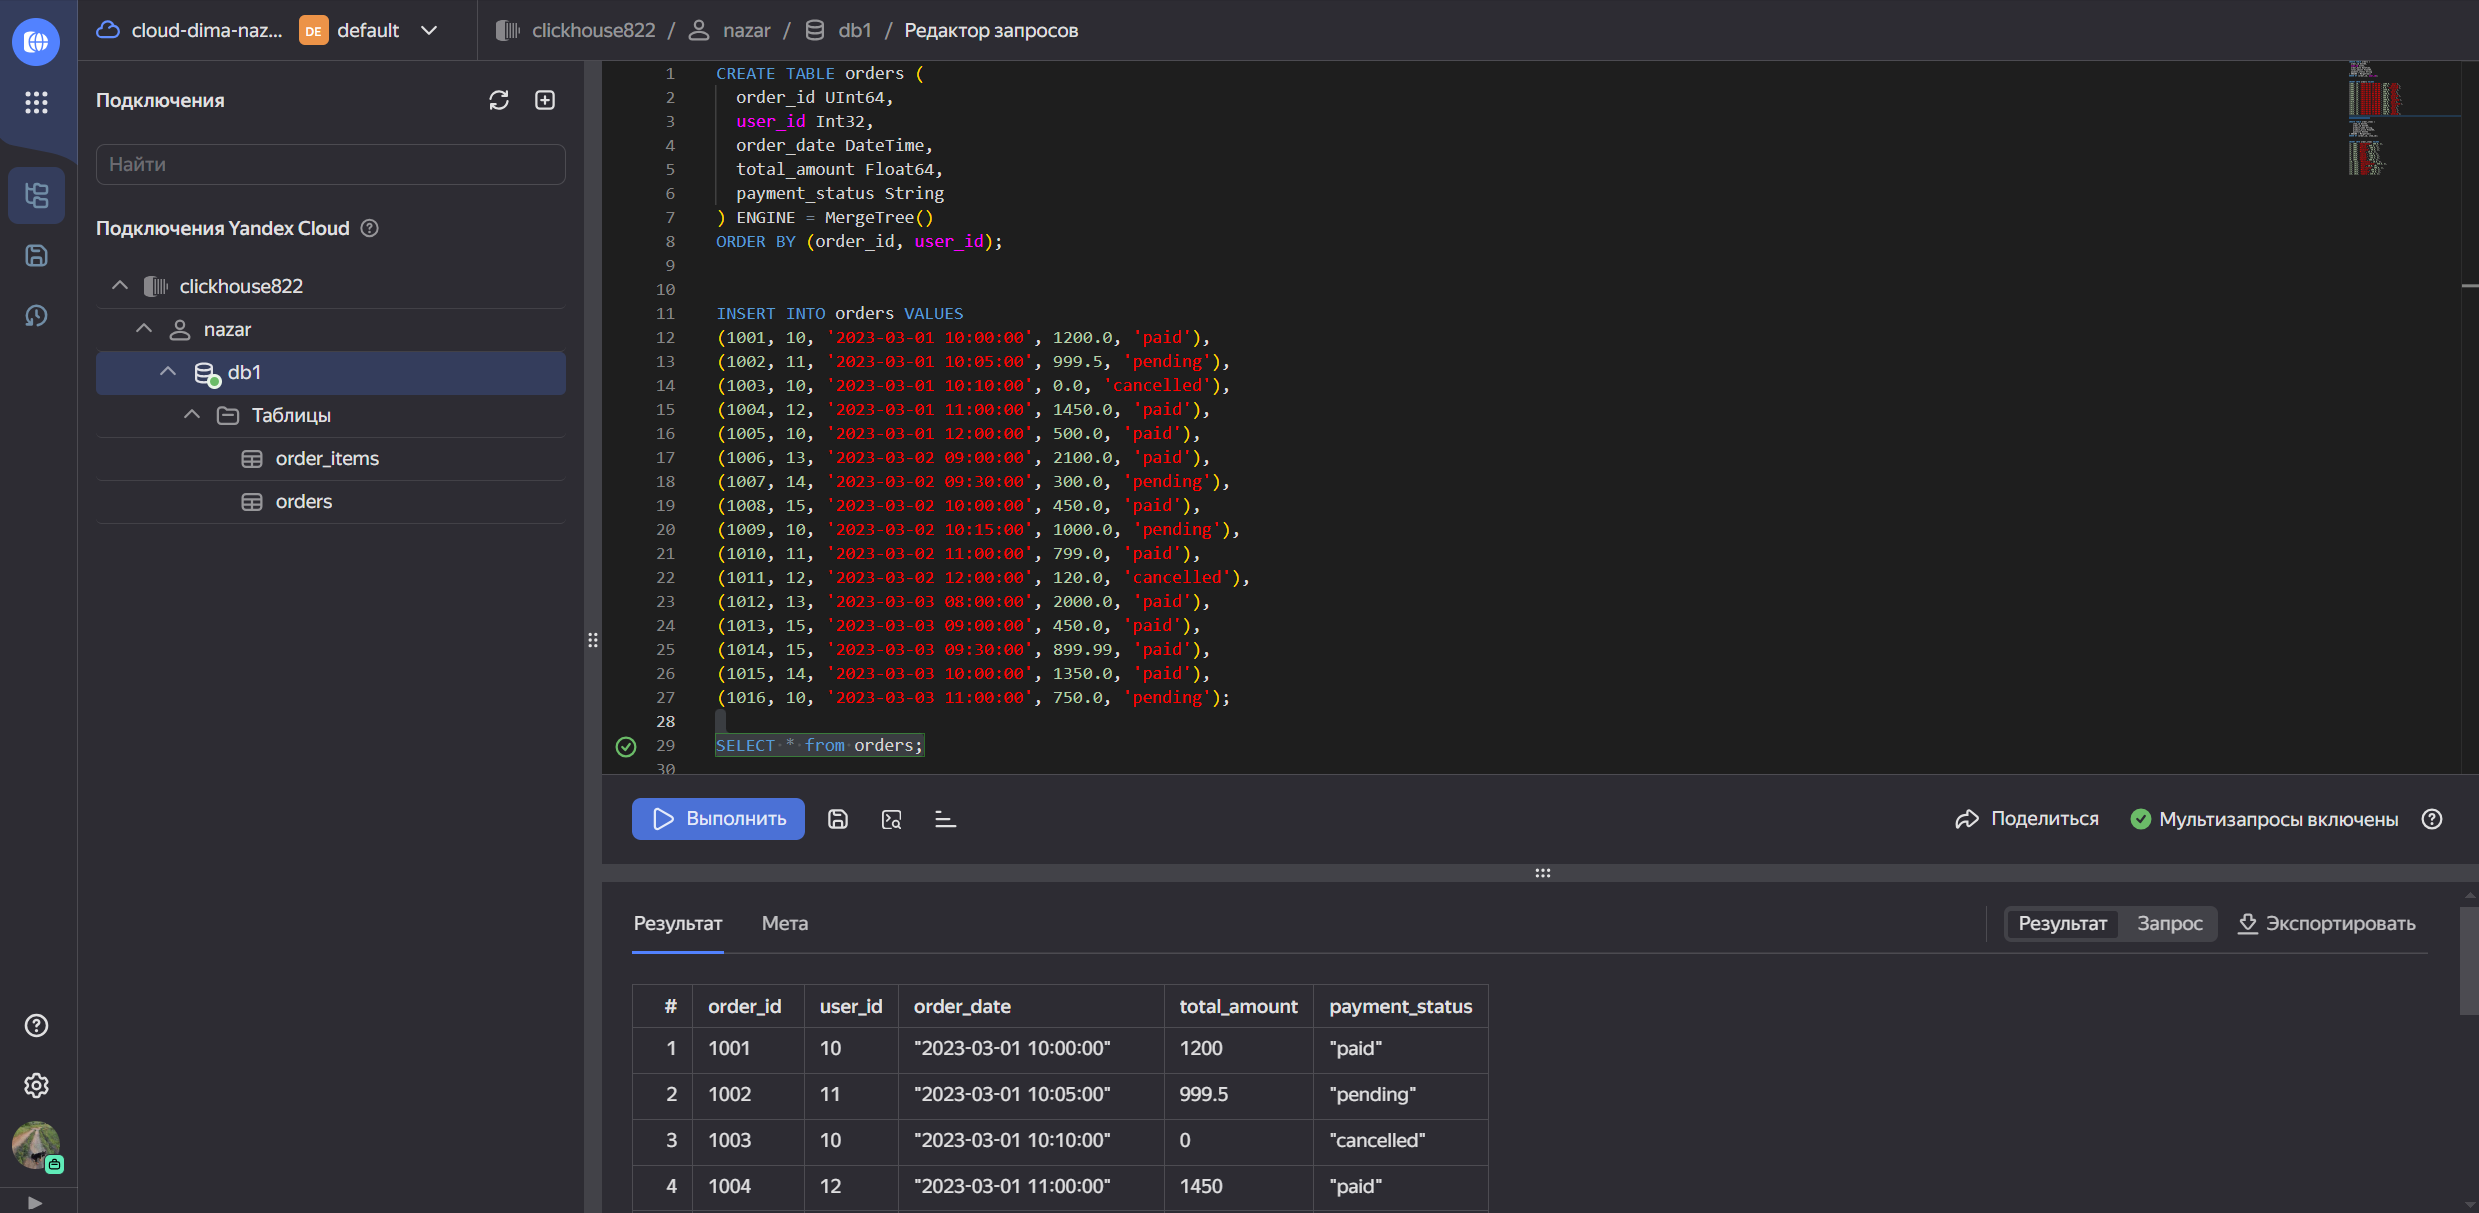 cloud-dima-naz... DE default
clickhouse822 / nazar / db1 / Редактор запросов
Подключения
Найти
Подключения Yandex Cloud
clickhouse822
nazar
db1
Таблицы
order_items
orders
1 CREATE TABLE orders (
2 order_id UInt64,
3 user_id Int32,
4 order_date DateTime,
5 total_amount Float64,
6 payment_status String
7 ) ENGINE = MergeTree()
8 ORDER BY (order_id, user_id);
9
10
11 INSERT INTO orders VALUES
12 (1001, 10, '2023-03-01 10:00:00', 1200.0, 'paid'),
13 (1002, 11, '2023-03-01 10:05:00', 999.5, 'pending'),
14 (1003, 10, '2023-03-01 10:10:00', 0.0, 'cancelled'),
15 (1004, 12, '2023-03-01 11:00:00', 1450.0, 'paid'),
16 (1005, 10, '2023-03-01 12:00:00', 500.0, 'paid'),
17 (1006, 13, '2023-03-02 09:00:00', 2100.0, 'paid'),
18 (1007, 14, '2023-03-02 09:30:00', 300.0, 'pending'),
19 (1008, 15, '2023-03-02 10:00:00', 450.0, 'paid'),
20 (1009, 10, '2023-03-02 10:15:00', 1000.0, 'pending'),
21 (1010, 11, '2023-03-02 11:00:00', 799.0, 'paid'),
22 (1011, 12, '2023-03-02 12:00:00', 120.0, 'cancelled'),
23 (1012, 13, '2023-03-03 08:00:00', 2000.0, 'paid'),
24 (1013, 15, '2023-03-03 09:00:00', 450.0, 'paid'),
25 (1014, 15, '2023-03-03 09:30:00', 899.99, 'paid'),
26 (1015, 14, '2023-03-03 10:00:00', 1350.0, 'paid'),
27 (1016, 10, '2023-03-03 11:00:00', 750.0, 'pending');
28
29 SELECT * from orders;
30
Выполнить
Поделиться Мультизапросы включены
Результат Мета
Результат Запрос Экспортировать
# order_id user_id order_date total_amount payment_status
1 1001 10 "2023-03-01 10:00:00" 1200 "paid"
2 1002 11 "2023-03-01 10:05:00" 999.5 "pending"
3 1003 10 "2023-03-01 10:10:00" 0 "cancelled"
4 1004 12 "2023-03-01 11:00:00" 1450 "paid"